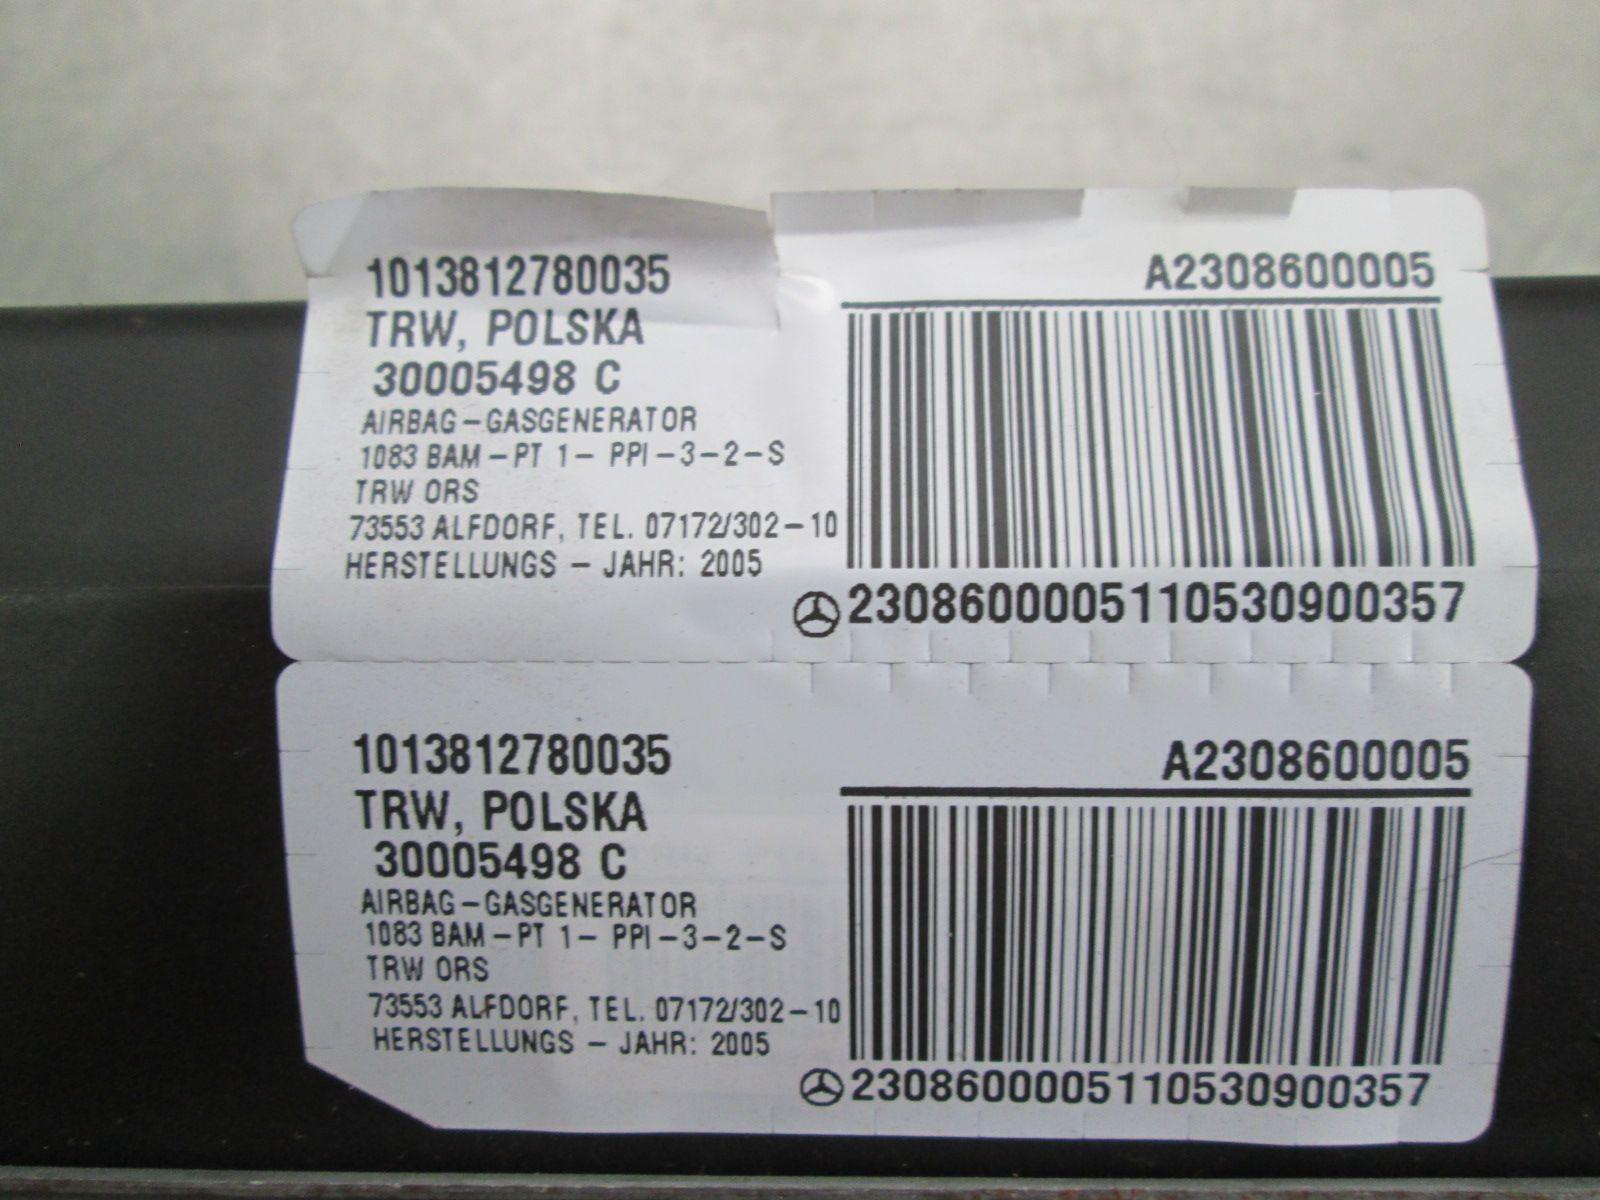 1013812780035
TRW, POLSKA
30005498 C
AIRBAG-GASGENERATOR
1083 BAM-PT 1- PPI-3-2-S
TRW ORS
73553 ALFDORF, TEL. 07172/302-10
HERSTELLUNGS - JAHR: 2005
A2308600005
2308600005110530900357
1013812780035
TRW, POLSKA
30005498 C
AIRBAG-GASGENERATOR
1083 BAM-PT 1- PPI-3-2-S
TRW ORS
73553 ALFDORF, TEL. 07172/302-10
HERSTELLUNGS - JAHR: 2005
A2308600005
2308600005110530900357